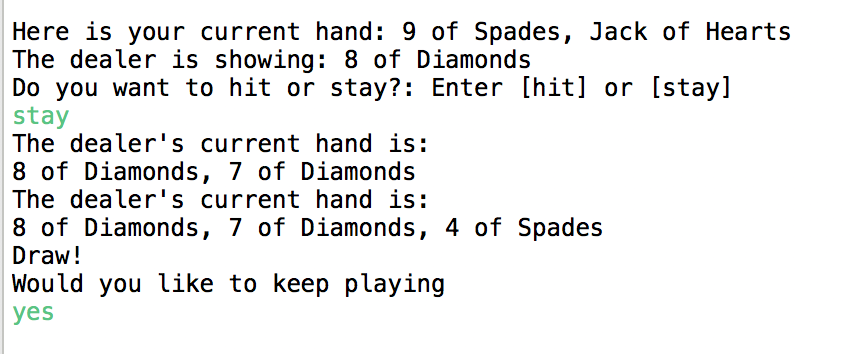 Here is your current hand: 9 of Spades, Jack of Hearts
The dealer is showing: 8 of Diamonds
Do you want to hit or stay?: Enter [hit] or [stay]
stay
The dealer's current hand is:
8 of Diamonds, 7 of Diamonds
The dealer's current hand is:
8 of Diamonds, 7 of Diamonds, 4 of Spades
Draw!
Would you like to keep playing
yes